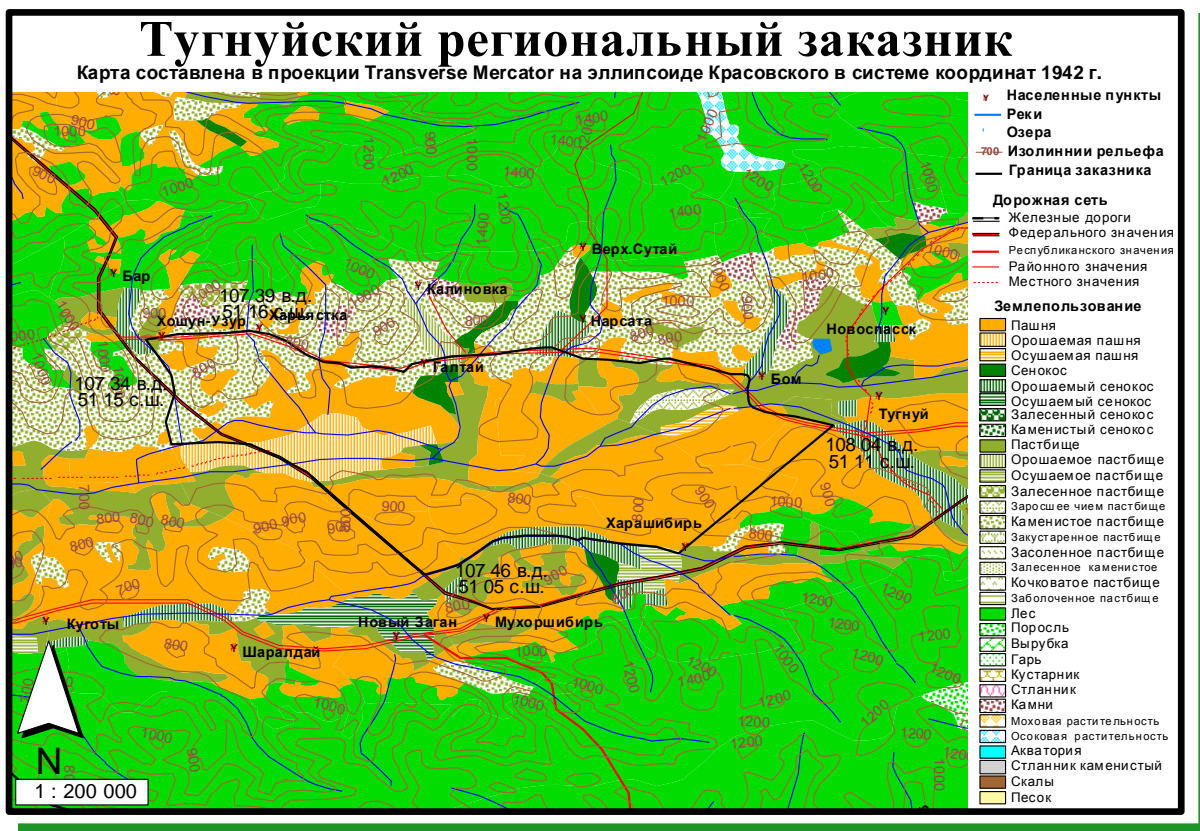 Тугнуйский региональный заказник
Карта составлена в проекции Transverse Mercator на эллипсоиде Красовского в системе координат 1942 г.
Населенные пункты
Реки
Озера
700 Изолиннии рельефа
Граница заказника
Дорожная сеть
Железные дороги
Федерального значения
Республиканского значения
Районного значения
Местного значения
Землепользование
Пашня
Орошаемая пашня
Осушаемая пашня
Сенокос
Орошаемый сенокос
Осушаемый сенокос
Залесенный сенокос
Каменистый сенокос
Пастбище
Орошаемое пастбище
Осушаемое пастбище
Залесенное пастбище
Заросшее чием пастбище
Каменистое пастбище
Закустаренное пастбище
Засоленное пастбище
Залесенное каменистое
Кочковатое пастбище
Заболоченное пастбище
Лес
Поросль
Вырубка
Гарь
Кустарник
Стланник
Камни
Моховая растительность
Осоковая растительность
Акватория
Стланник каменистый
Скалы
Песок
Верх.Сутай
Бар
Калиновка
107 39 в.д.
51 16 с.ш.
Хошун-Узур
Харьястка
Нарсата
Новоспасск
Галтай
Бом
107 34 в.д.
51 15 с.ш.
Тугнуй
108 04 в.д.
51 11 с.ш.
Харашибирь
107 46 в.д.
51 05 с.ш.
Куготы
Новый Заган
Мухоршибирь
Шаралдай
N
1 : 200 000